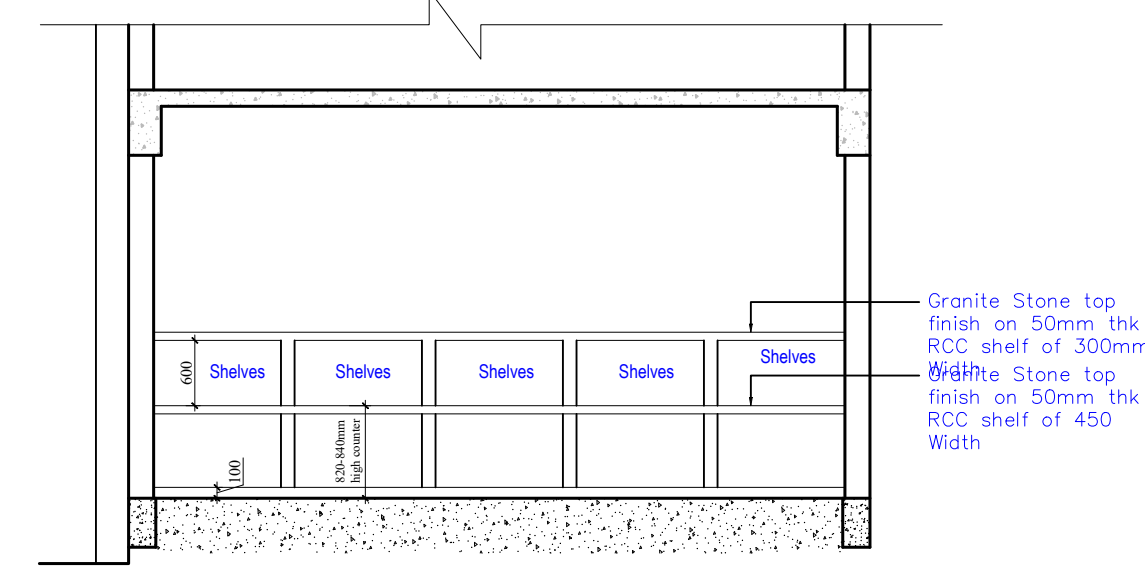 Granite Stone top
finish on 50mm thk
RCC shelf of 300mm
Width
Granite Stone top
finish on 50mm thk
RCC shelf of 450
Width
Shelves
Shelves
Shelves
Shelves
Shelves
600
820-840mm
high counter
100